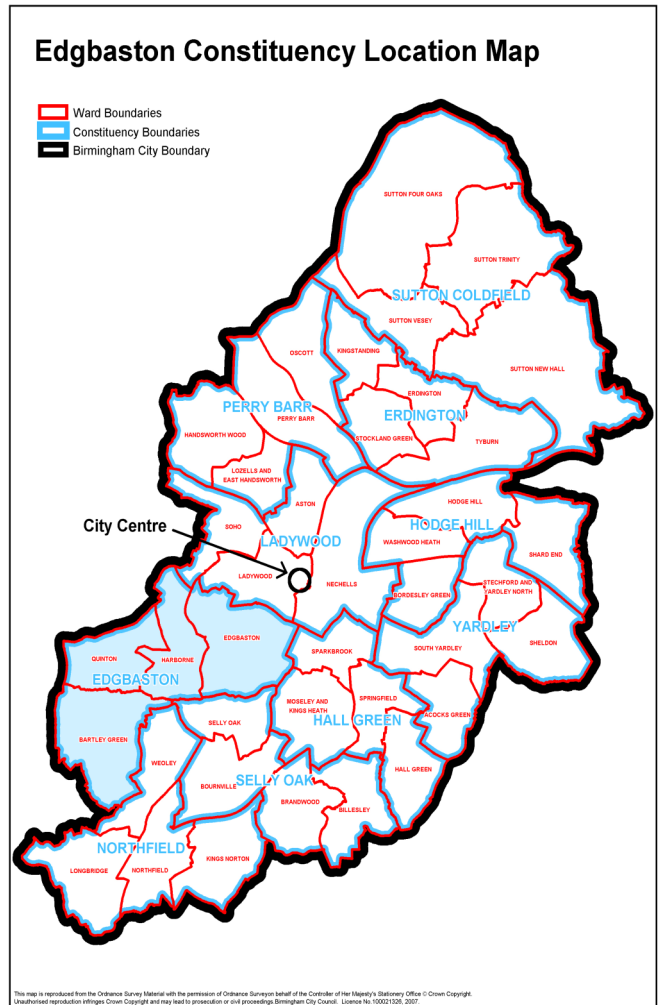 Edgbaston Constituency Location Map
Ward Boundaries
Constituency Boundaries
Birmingham City Boundary
SUTTON FOUR OAKS
SUTTON TRINITY
SUTTON COLDFIELD
SUTTON VESEY
OSCOTT
KINGSTANDING
SUTTON NEW HALL
ERDINGTON
PERRY BARR
ERDINGTON
PERRY BARR
HANDSWORTH WOOD
STOCKLAND GREEN
TYBURN
LOZELLS AND
EAST HANDSWORTH
ASTON
HODGE HILL
City Centre
SOHO
HODGE HILL
LADYWOOD
WASHWOOD HEATH
SHARD END
LADYWOOD
NECHELLS
STECHFORD AND
YARDLEY NORTH
BORDESLEY GREEN
YARDLEY
EDGBASTON
SPARKBROOK
SOUTH YARDLEY
SHELDON
QUINTON
HARBORNE
EDGBASTON
MOSELEY AND
KINGS HEATH
SPRINGFIELD
HALL GREEN
ACOCKS GREEN
SELLY OAK
BARTLEY GREEN
WEOLEY
HALL GREEN
SELLY OAK
BOURNVILLE
BRANDWOOD
BILLESLEY
NORTHFIELD
KINGS NORTON
LONGBRIDGE
NORTHFIELD
This map is reproduced from the Ordnance Survey Material with the permission of Ordnance Surveyon behalf of the Controller of Her Majesty's Stationery Office © Crown Copyright.
Unauthorised reproduction infringes Crown Copyright and may lead to prosecution or civil proceedings.Birmingham City Council. Licence No.100021326, 2007.